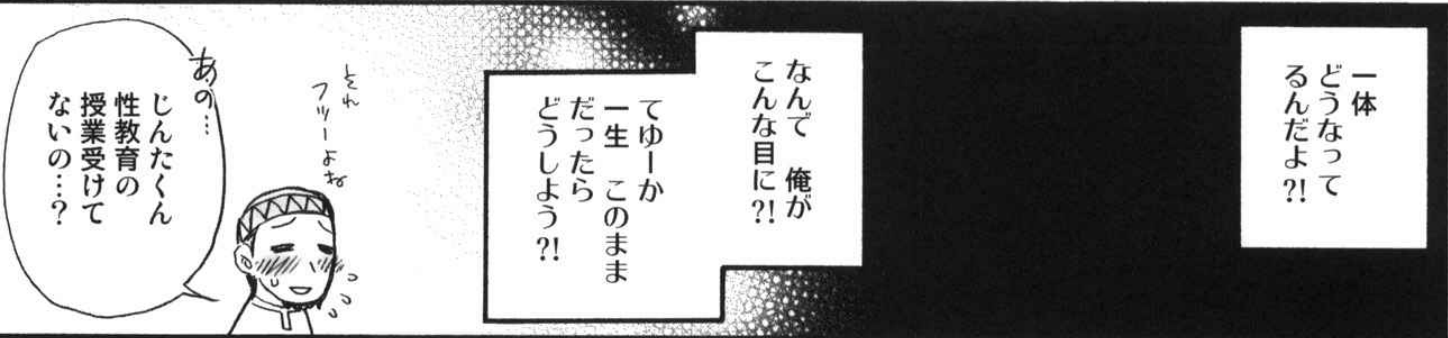 一体
どうなって
るんだよ?!
なんで 俺が
こんな目に?!
てゆーか
一生 このまま
だったら
どうしよう?!
それ
フツーよね
あの…
じんたくん
性教育の
授業受けて
ないの…?